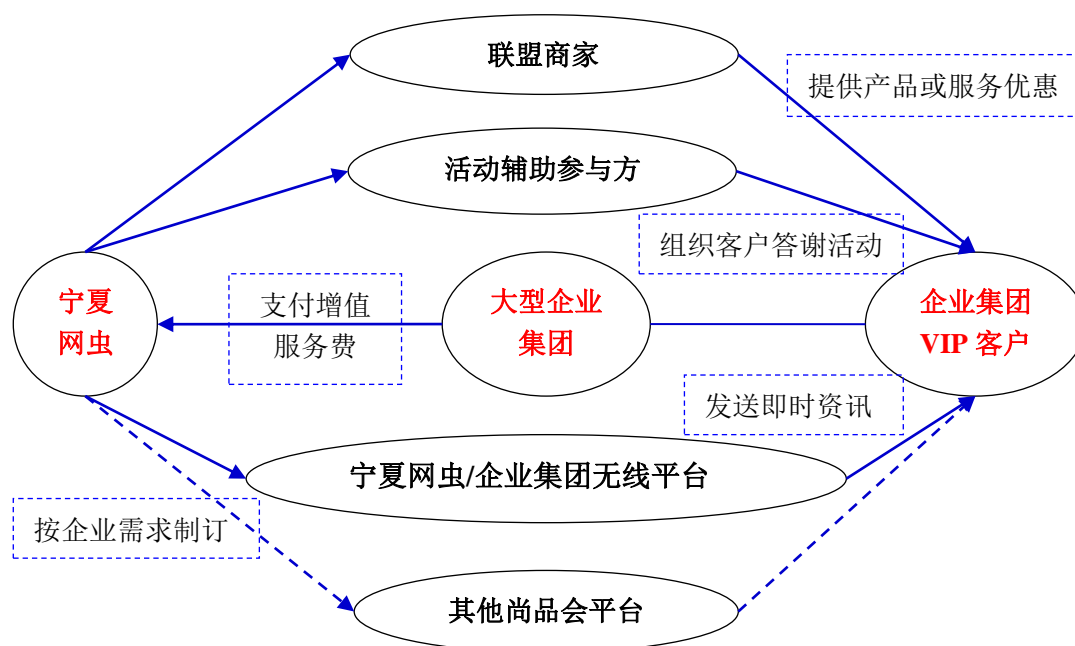 联盟商家
提供产品或服务优惠
活动辅助参与方
组织客户答谢活动
宁夏
网虫
支付增值
服务费
大型企业
集团
企业集团
VIP 客户
发送即时资讯
宁夏网虫/企业集团无线平台
按企业需求制订
其他尚品会平台